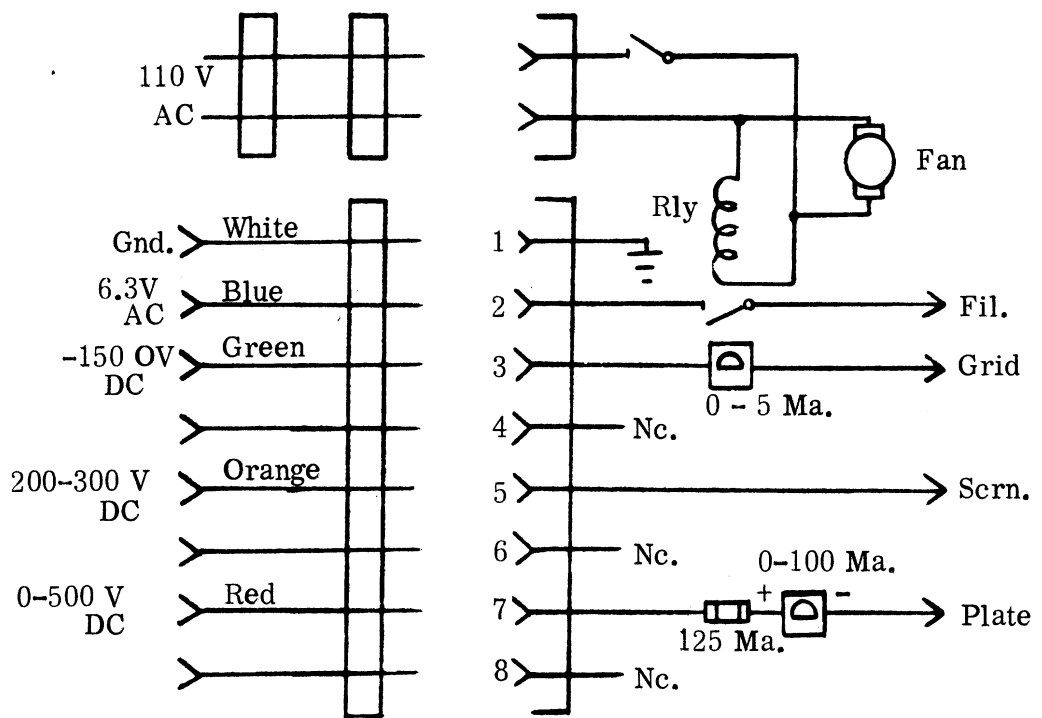 110 V
AC
Fan
Rly
Gnd.
White
1
6.3V
AC
Blue
2
Fil.
-150 OV
DC
Green
3
Grid
0 - 5 Ma.
4
Nc.
200-300 V
DC
Orange
5
Scrn.
6
Nc.
0-100 Ma.
0-500 V
DC
Red
7
+
-
Plate
125 Ma.
8
Nc.